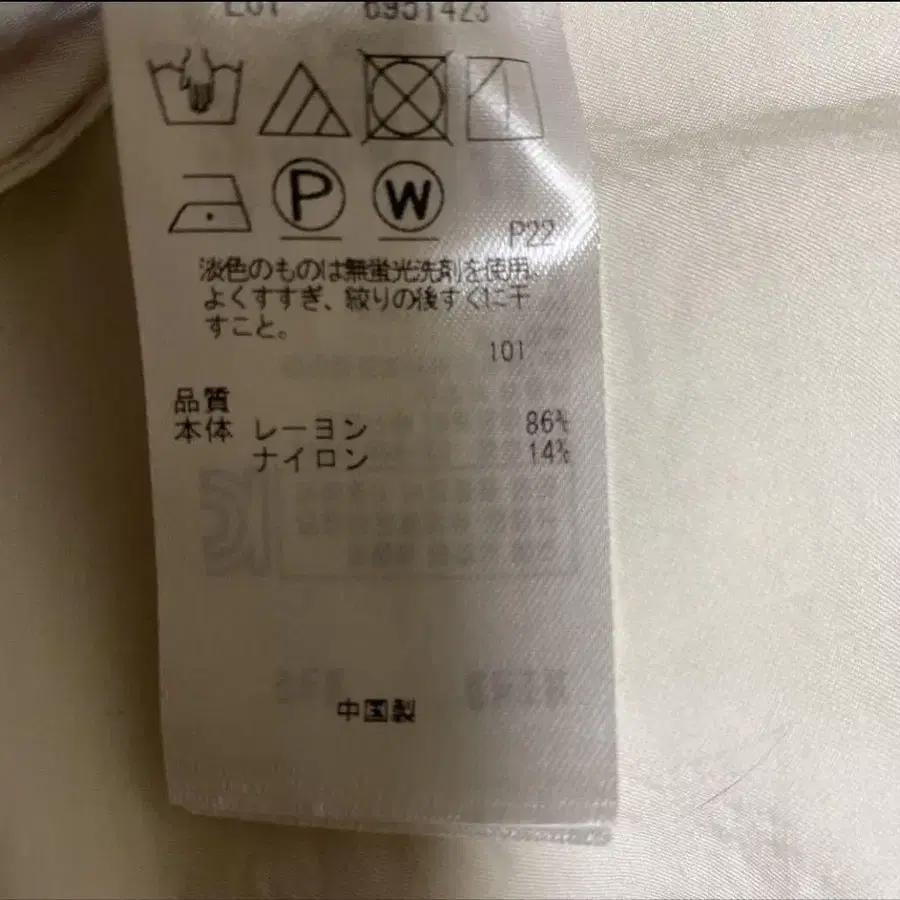 6951423
P
W
P22
淡色のものは無蛍光洗剤を使用。
よくすすぎ、絞りの後すぐに干
すこと。
101
品質
本体 レーヨン 86%
ナイロン 14%
中国製